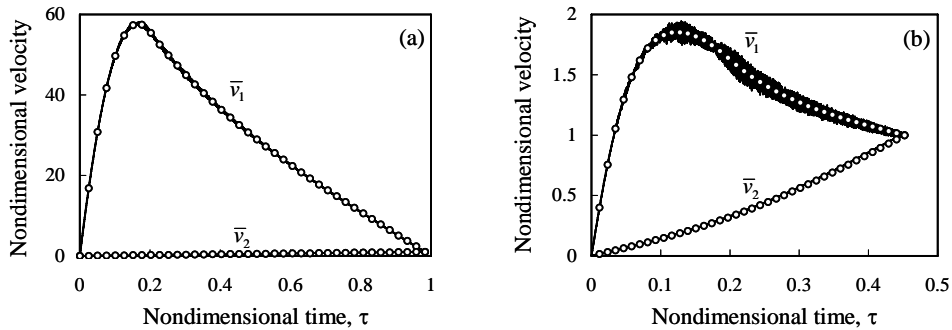 60
40
20
0
Nondimensional velocity
(a)
v̅₁
v̅₂
0 0.2 0.4 0.6 0.8 1
Nondimensional time, τ
2
1.5
1
0.5
0
Nondimensional velocity
(b)
v̅₁
v̅₂
0 0.1 0.2 0.3 0.4 0.5
Nondimensional time, τ